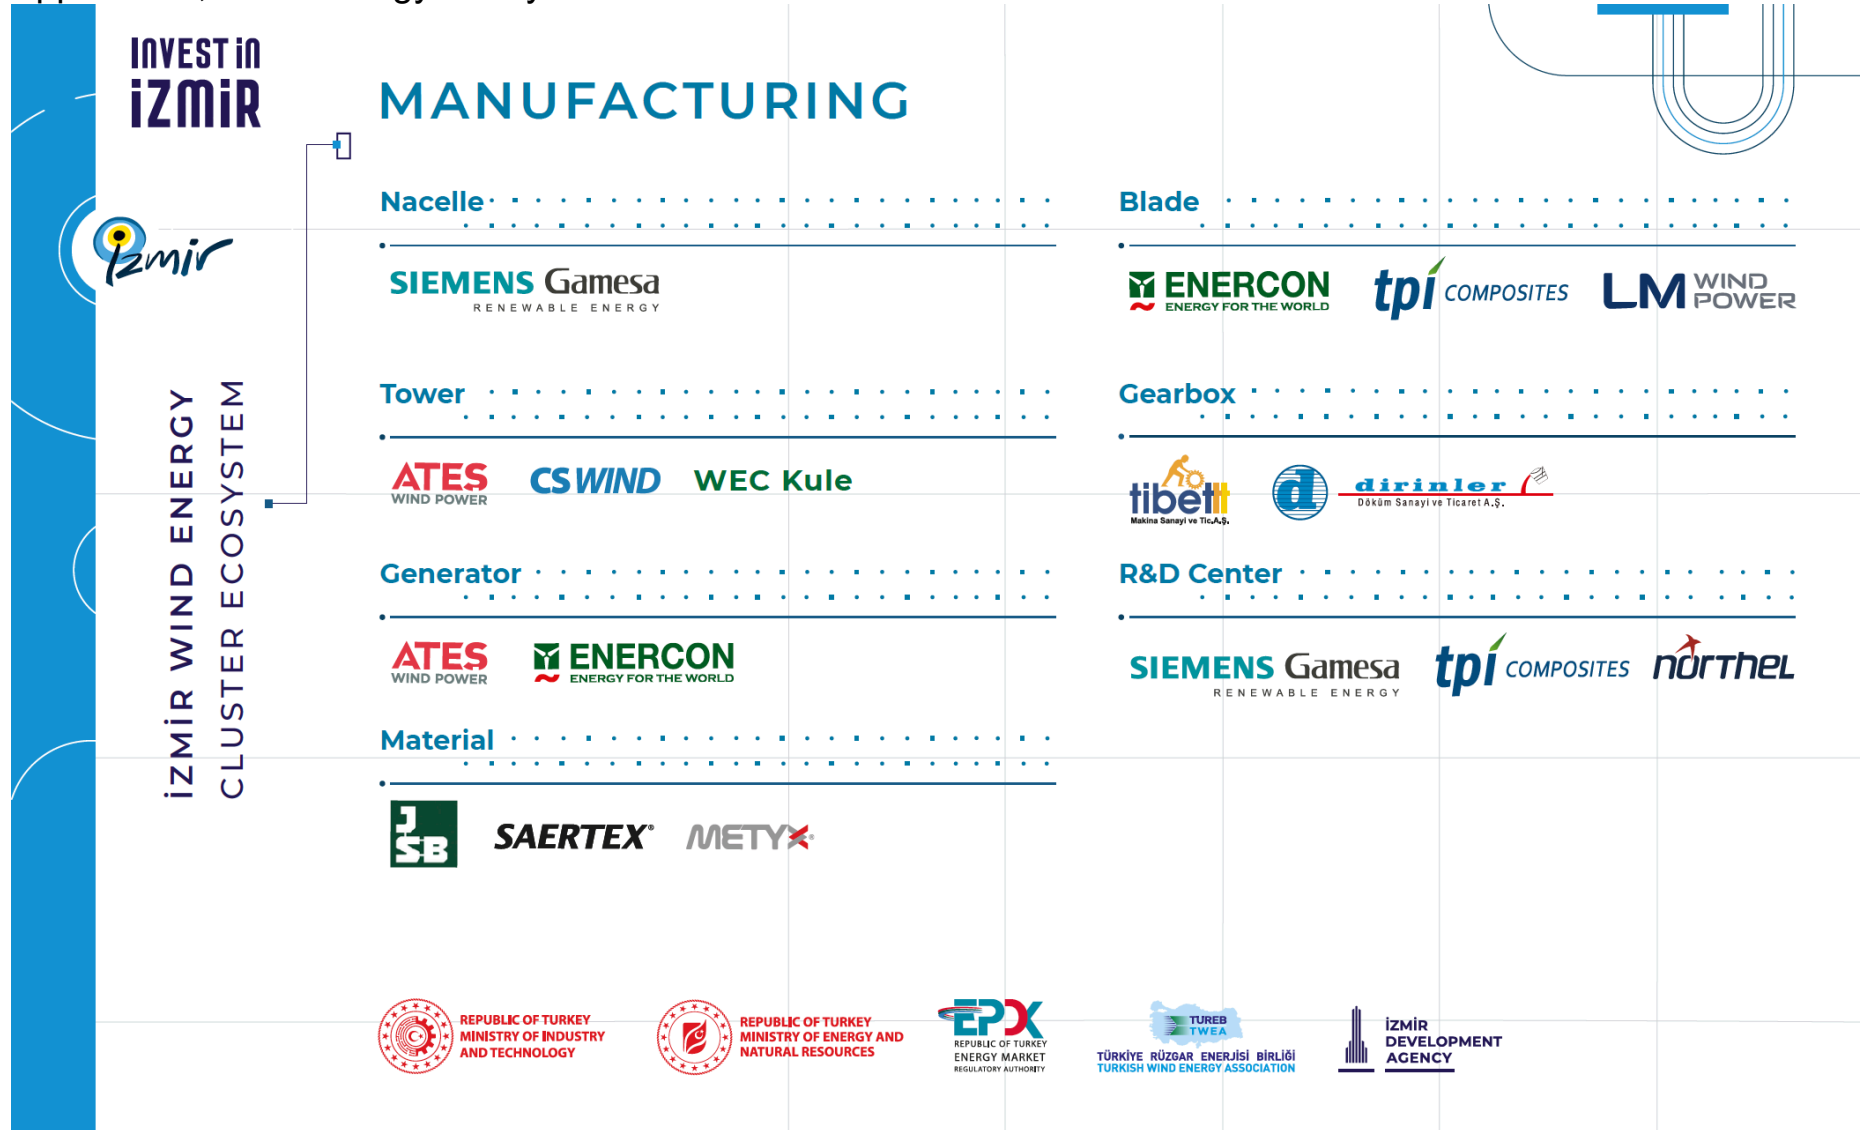 INVEST iN
iZMiR
MANUFACTURING
izmir
İZMİR WIND ENERGY
CLUSTER ECOSYSTEM
Nacelle
SIEMENS Gamesa
RENEWABLE ENERGY
Blade
ENERCON
ENERGY FOR THE WORLD
tpi COMPOSITES
LM WIND POWER
Tower
ATES
WIND POWER
CS WIND
WEC Kule
Gearbox
tibet
Makina Sanayi ve Tic.A.Ş.
d
dirinler
Döküm Sanayi ve Ticaret A.Ş.
Generator
ATES
WIND POWER
ENERCON
ENERGY FOR THE WORLD
R&D Center
SIEMENS Gamesa
RENEWABLE ENERGY
tpi COMPOSITES
northel
Material
J
SB
SAERTEX®
METYX®
REPUBLIC OF TURKEY
MINISTRY OF INDUSTRY
AND TECHNOLOGY
REPUBLIC OF TURKEY
MINISTRY OF ENERGY AND
NATURAL RESOURCES
EPDK
REPUBLIC OF TURKEY
ENERGY MARKET
REGULATORY AUTHORITY
TUREB
TWEA
TÜRKİYE RÜZGAR ENERJİSİ BİRLİĞİ
TURKISH WIND ENERGY ASSOCIATION
İZMİR
DEVELOPMENT
AGENCY